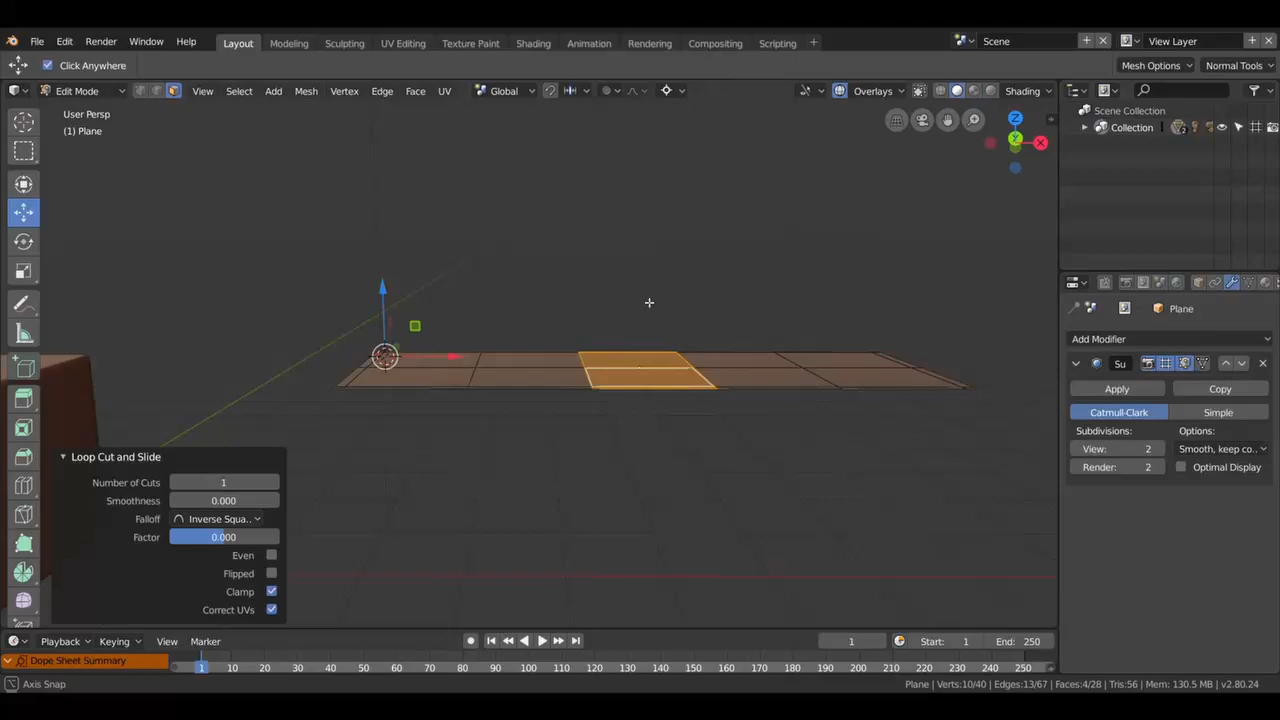 File Edit Render Window Help Layout Modeling Sculpting UV Editing Texture Paint Shading Animation Rendering Compositing Scripting + Scene View Layer
Click Anywhere Mesh Options Normal Tools
Edit Mode View Select Add Mesh Vertex Edge Face UV Global Overlays Shading
User Persp
(1) Plane
Z
Y
X
Scene Collection
Collection 2
Plane
Add Modifier
Su
Apply Copy
Catmull-Clark Simple
Subdivisions: Options:
View: 2 Smooth, keep co..
Render: 2 Optimal Display
Loop Cut and Slide
Number of Cuts 1
Smoothness 0.000
Falloff Inverse Squa..
Factor 0.000
Even
Flipped
Clamp
Correct UVs
Playback Keying View Marker 1 Start: 1 End: 250
Dope Sheet Summary 1 10 20 30 40 50 60 70 80 90 100 110 120 130 140 150 160 170 180 190 200 210 220 230 240 250
Axis Snap Plane | Verts:10/40 | Edges:13/67 | Faces:4/28 | Tris:56 | Mem: 130.5 MB | v2.80.24